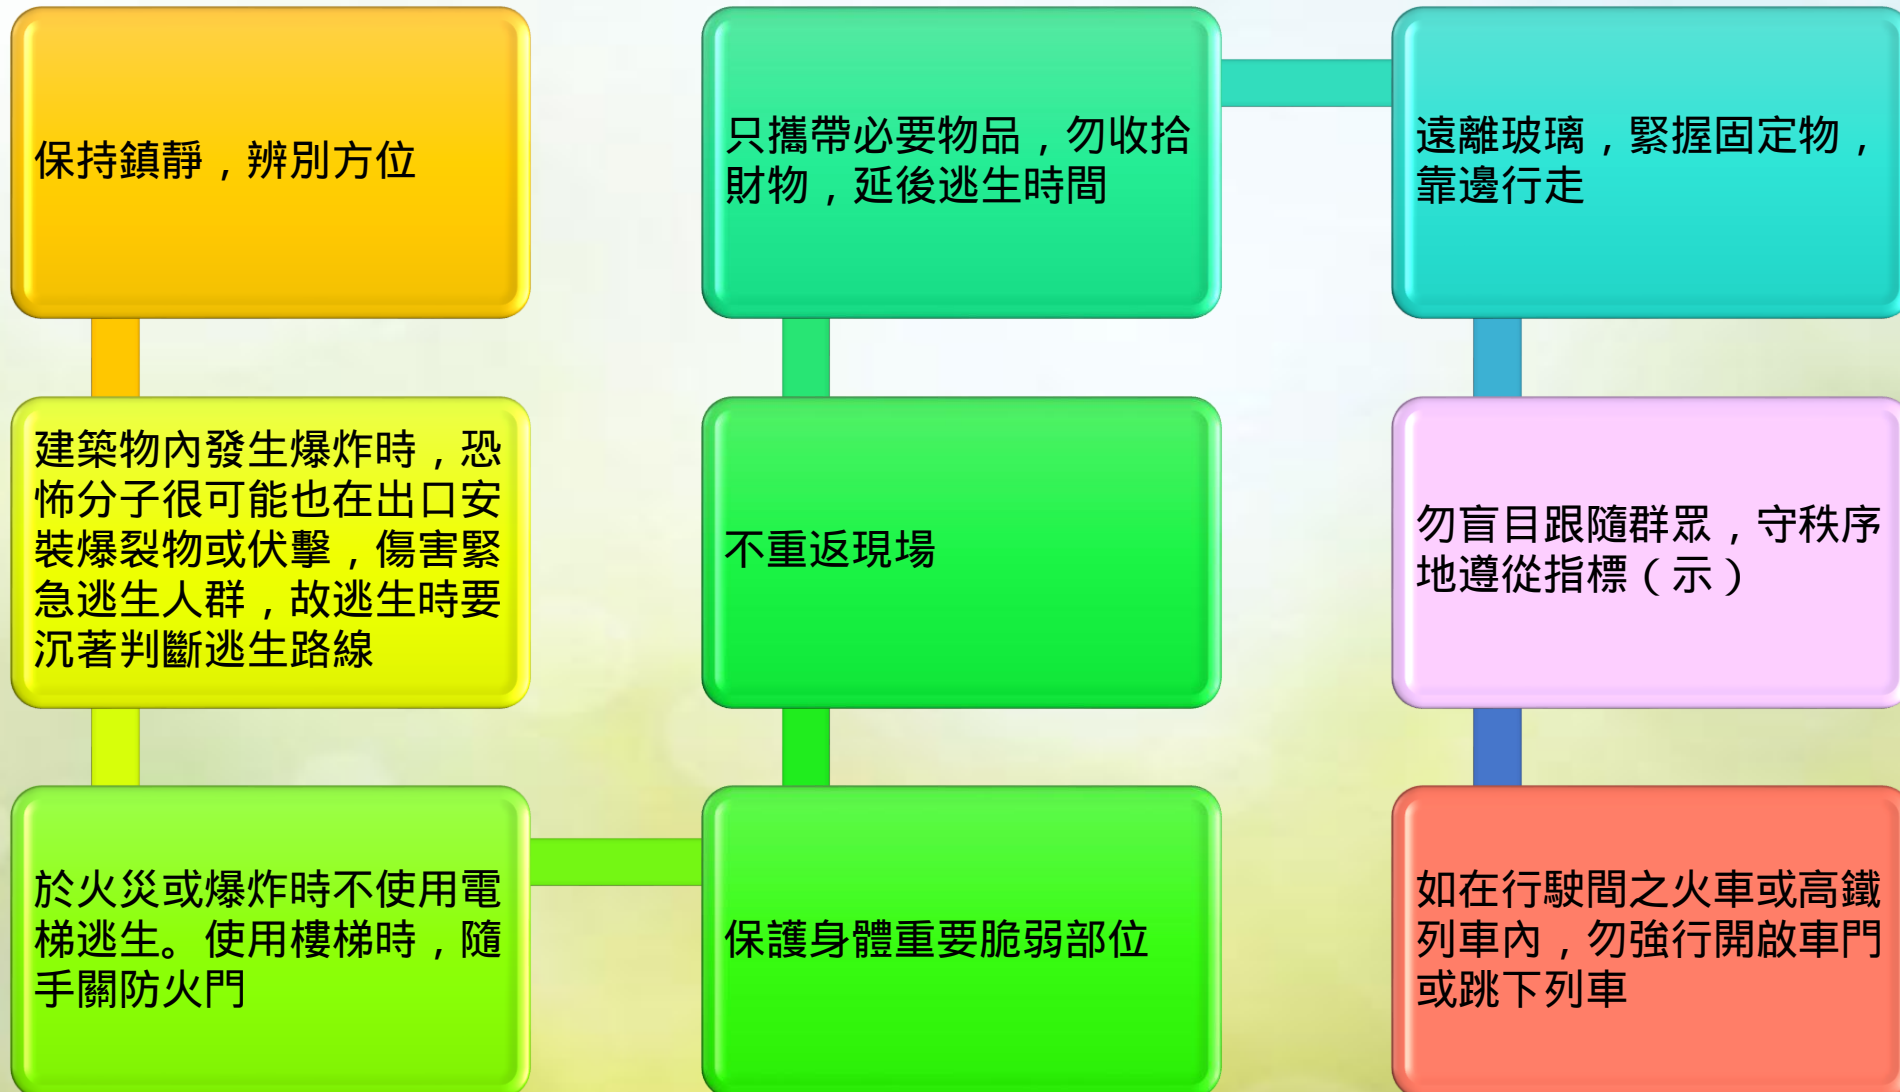 保持鎮靜，辨別方位
建築物內發生爆炸時，恐
怖分子很可能也在出口安
裝爆裂物或伏擊，傷害緊
急逃生人群，故逃生時要
沉著判斷逃生路線
於火災或爆炸時不使用電
梯逃生。使用樓梯時，隨
手關防火門
保護身體重要脆弱部位
不重返現場
只攜帶必要物品，勿收拾
財物，延後逃生時間
遠離玻璃，緊握固定物，
靠邊行走
勿盲目跟隨群眾，守秩序
地遵從指標（示）
如在行駛間之火車或高鐵
列車內，勿強行開啟車門
或跳下列車